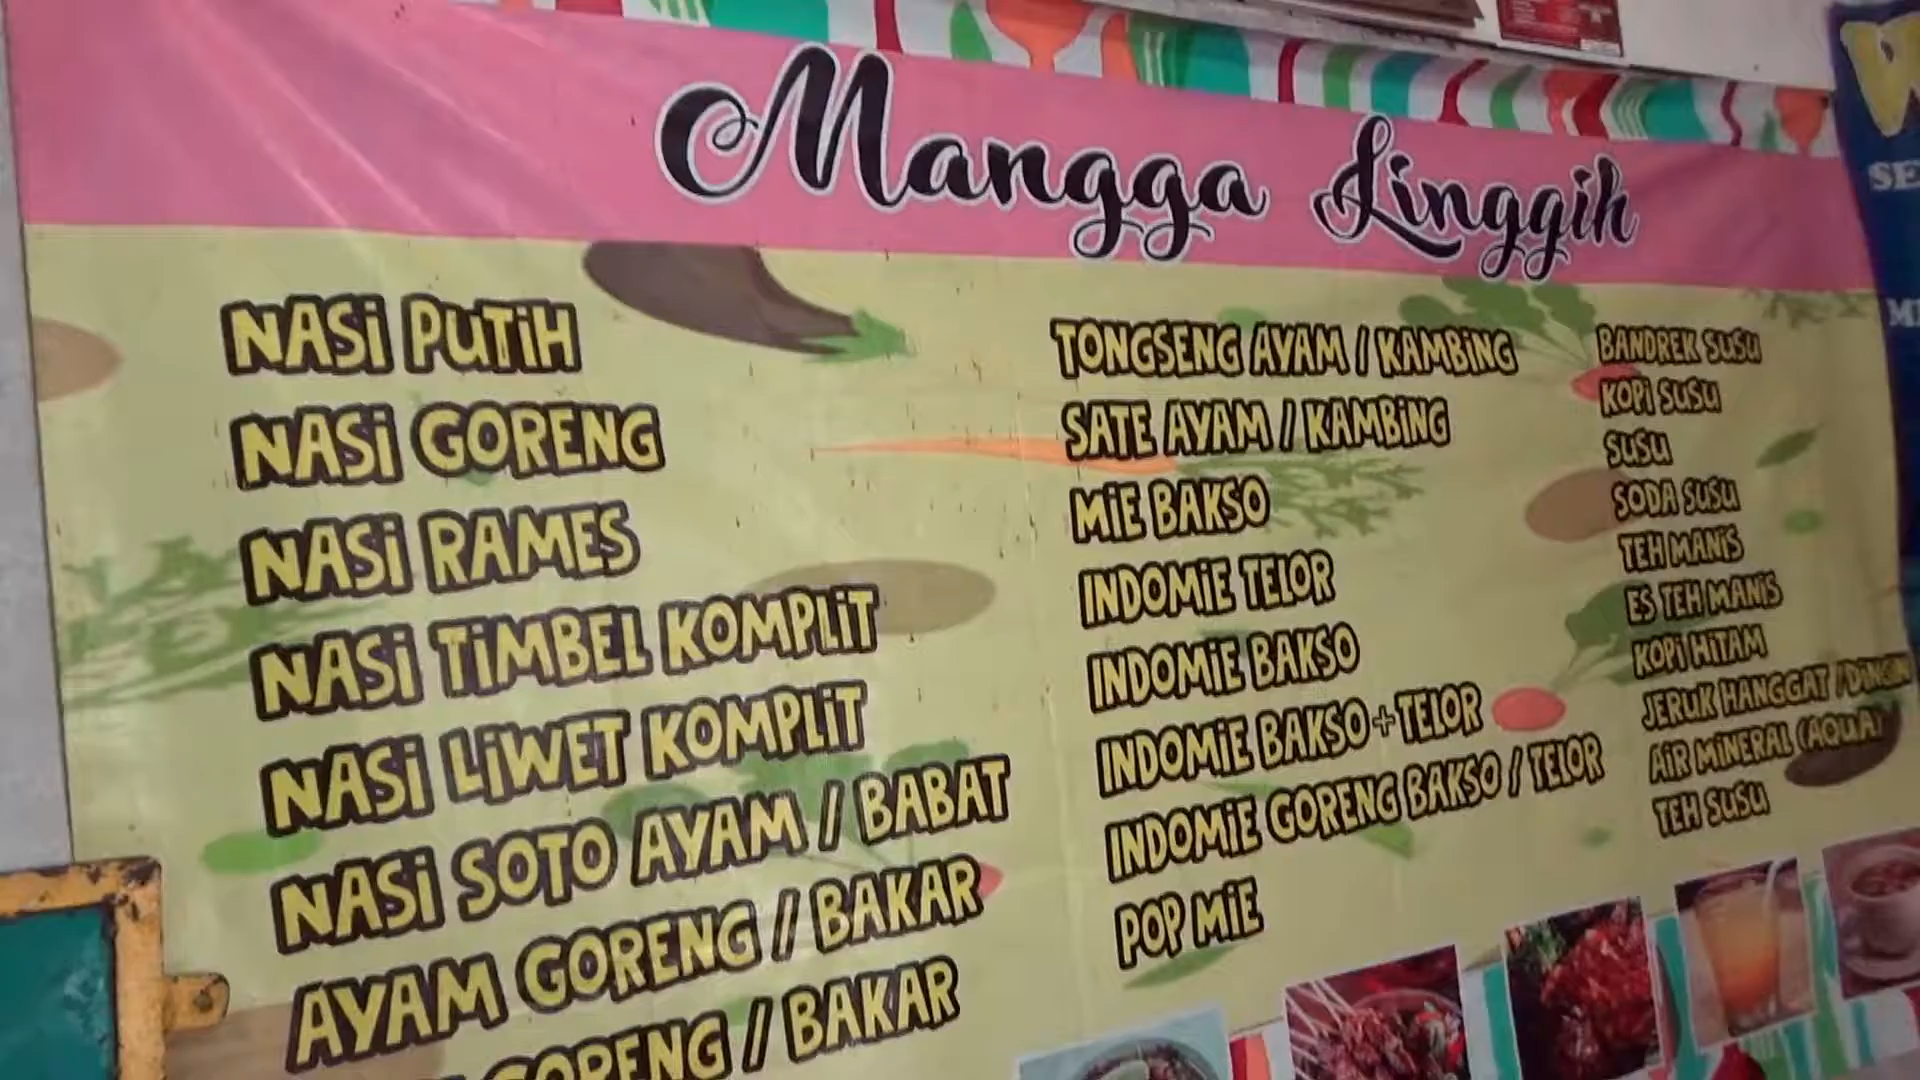 Mangga Linggih
NASI PUTIH
NASI GORENG
NASI RAMES
NASI TIMBEL KOMPLIT
NASI LIWET KOMPLIT
NASI SOTO AYAM / BABAT
AYAM GORENG / BAKAR
GORENG / BAKAR
TONGSENG AYAM / KAMBING
SATE AYAM / KAMBING
MIE BAKSO
INDOMIE TELOR
INDOMIE BAKSO
INDOMIE BAKSO + TELOR
INDOMIE GORENG BAKSO / TELOR
POP MIE
BANDREK SUSU
KOPI SUSU
SUSU
SODA SUSU
TEH MANIS
ES TEH MANIS
KOPI HITAM
JERUK HANGGAT / DINGIN
AIR MINERAL (AQUA)
TEH SUSU